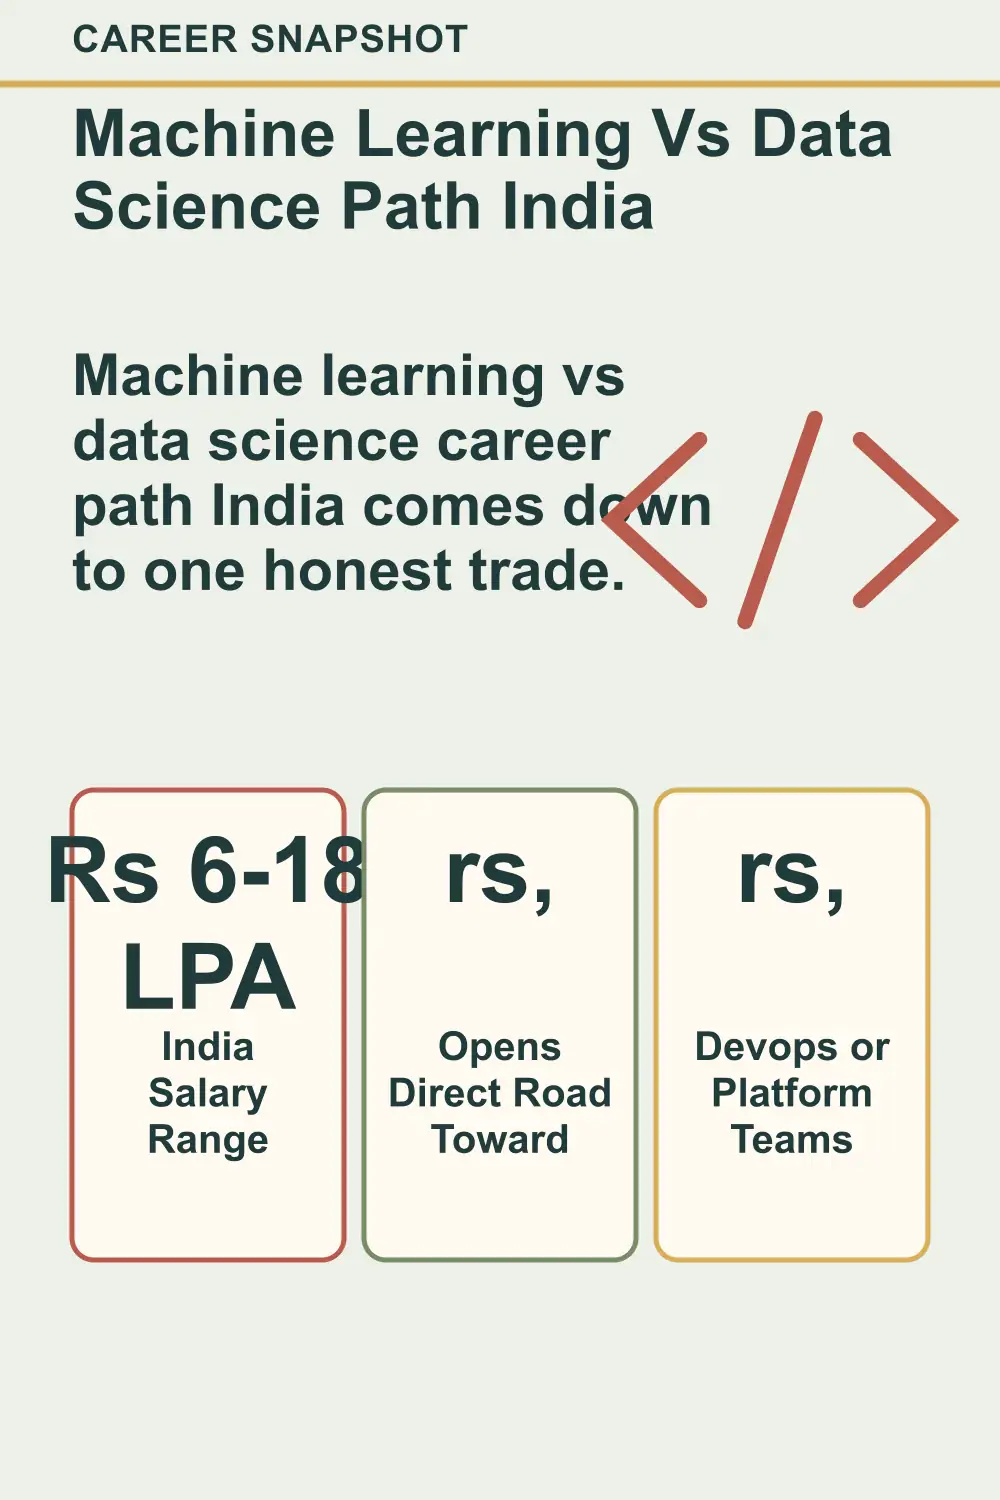 CAREER SNAPSHOT
Machine Learning Vs Data
Science Path India
Machine learning vs
data science career
path India comes down
to one honest trade.
</>
Rs 6-18
LPA
India
Salary
Range
rs,
Opens
Direct Road
Toward
rs,
Devops or
Platform
Teams